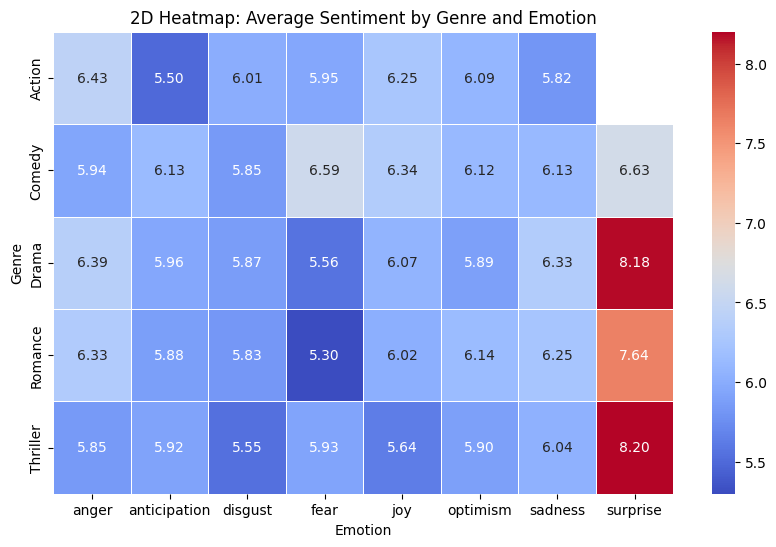 2D Heatmap: Average Sentiment by Genre and Emotion
Genre
Action
6.43 5.50 6.01 5.95 6.25 6.09 5.82
Comedy
5.94 6.13 5.85 6.59 6.34 6.12 6.13 6.63
Drama
6.39 5.96 5.87 5.56 6.07 5.89 6.33 8.18
Romance
6.33 5.88 5.83 5.30 6.02 6.14 6.25 7.64
Thriller
5.85 5.92 5.55 5.93 5.64 5.90 6.04 8.20
anger anticipation disgust fear joy optimism sadness surprise
Emotion
8.0
7.5
7.0
6.5
6.0
5.5